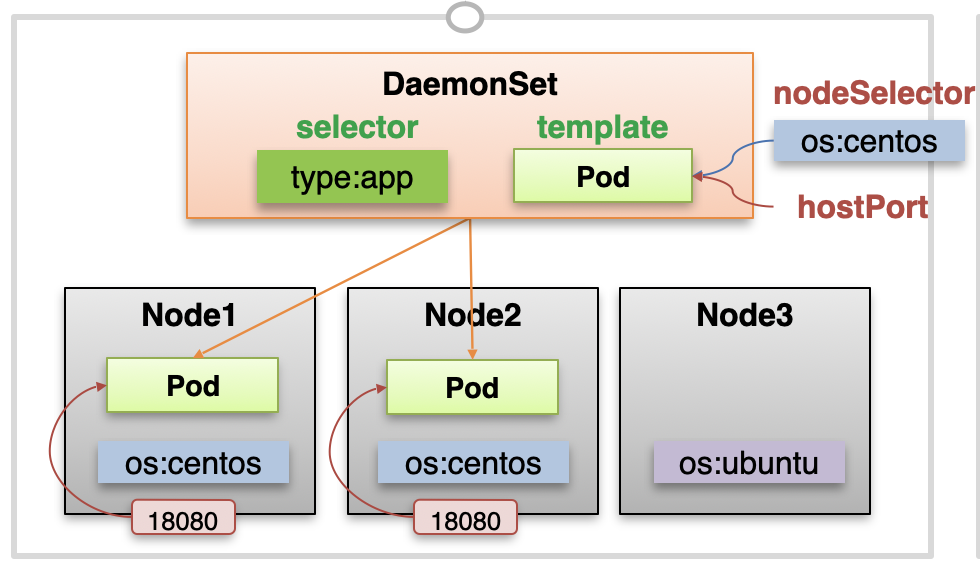 DaemonSet
selector
template
nodeSelector
type:app
Pod
os:centos
hostPort
Node1
Node2
Node3
Pod
Pod
os:centos
os:centos
os:ubuntu
18080
18080